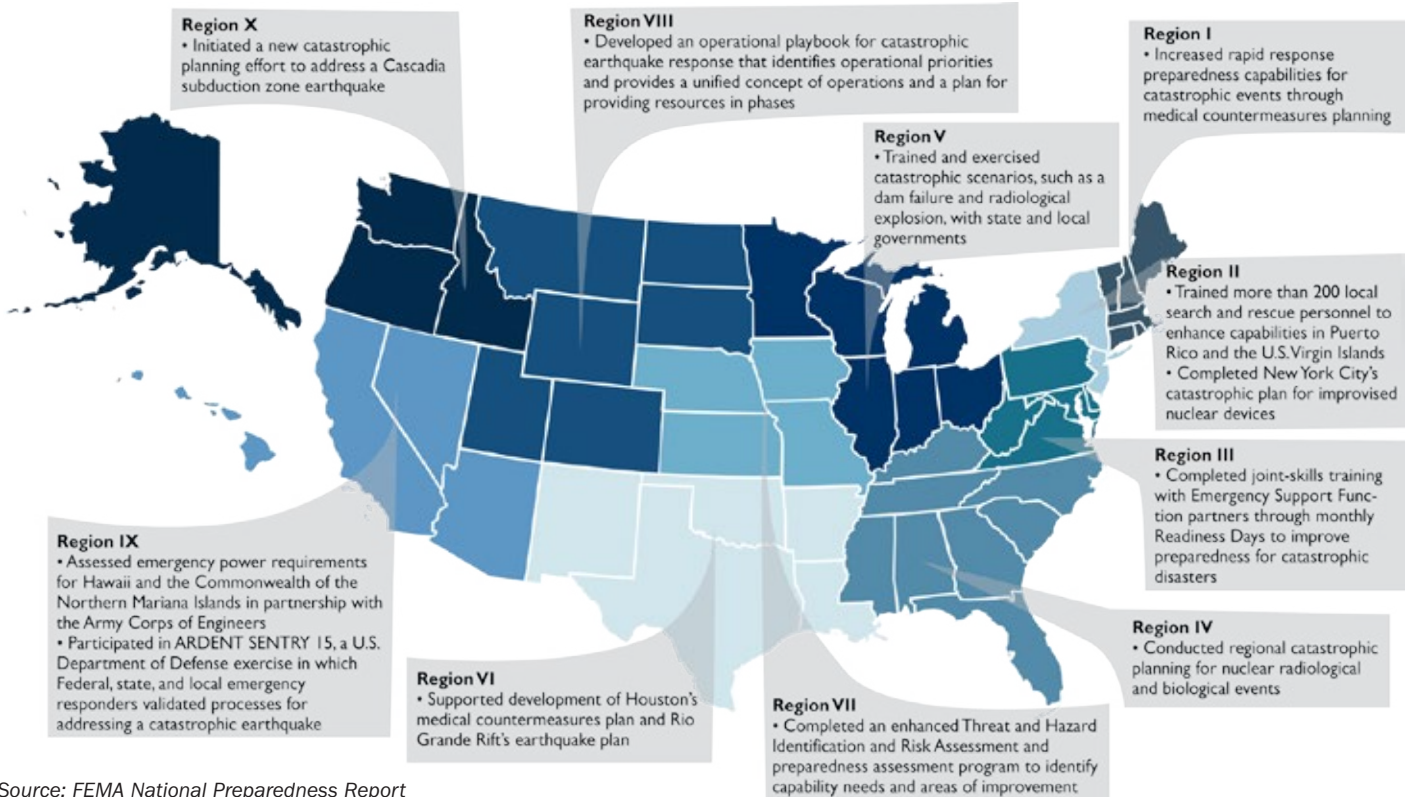 Region X
• Initiated a new catastrophic
planning effort to address a Cascadia
subduction zone earthquake
Region VIII
• Developed an operational playbook for catastrophic
earthquake response that identifies operational priorities
and provides a unified concept of operations and a plan for
providing resources in phases
Region I
• Increased rapid response
preparedness capabilities for
catastrophic events through
medical countermeasures planning
Region V
• Trained and exercised
catastrophic scenarios, such as a
dam failure and radiological
explosion, with state and local
governments
Region II
• Trained more than 200 local
search and rescue personnel to
enhance capabilities in Puerto
Rico and the U.S. Virgin Islands
• Completed New York City's
catastrophic plan for improvised
nuclear devices
Region III
• Completed joint-skills training
with Emergency Support Func-
tion partners through monthly
Readiness Days to improve
preparedness for catastrophic
disasters
Region IX
• Assessed emergency power requirements
for Hawaii and the Commonwealth of the
Northern Mariana Islands in partnership with
the Army Corps of Engineers
• Participated in ARDENT SENTRY 15, a U.S.
Department of Defense exercise in which
Federal, state, and local emergency
responders validated processes for
addressing a catastrophic earthquake
Region IV
• Conducted regional catastrophic
planning for nuclear radiological
and biological events
Region VI
• Supported development of Houston's
medical countermeasures plan and Rio
Grande Rift's earthquake plan
Region VII
• Completed an enhanced Threat and Hazard
Identification and Risk Assessment and
preparedness assessment program to identify
capability needs and areas of improvement
Source: FEMA National Preparedness Report